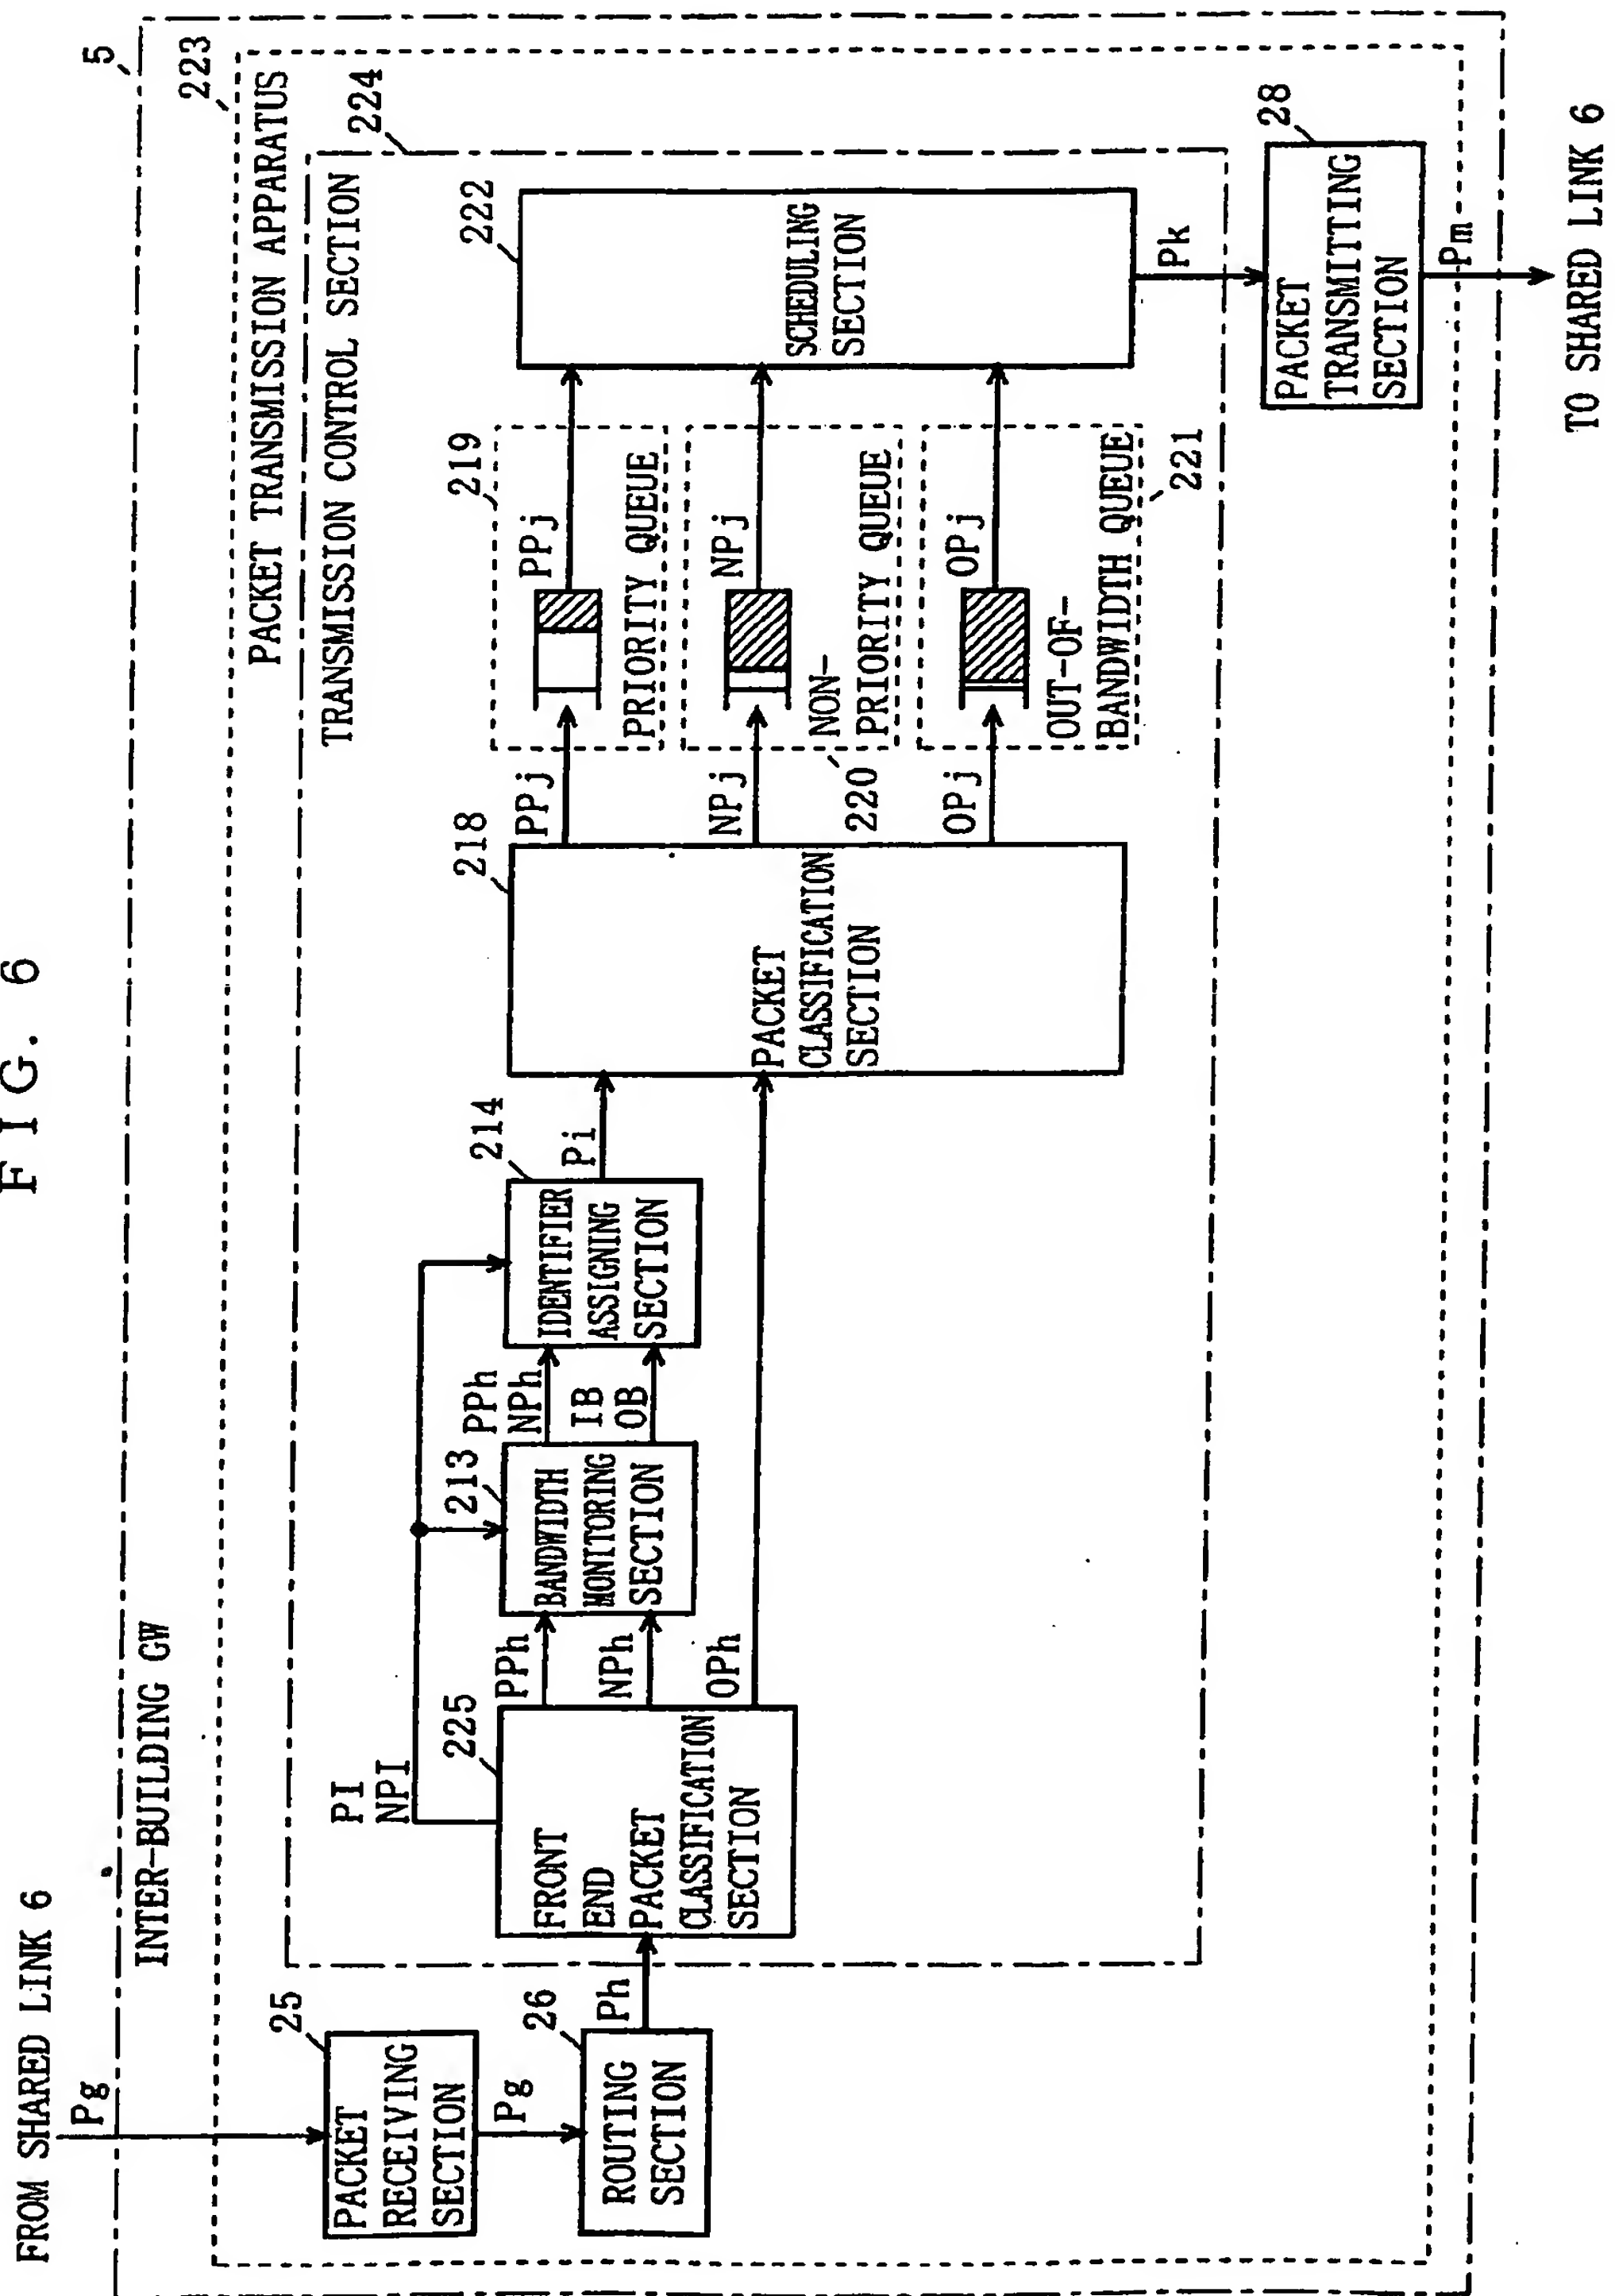 FIG. 6
FROM SHARED LINK 6
Pg
INTER-BUILDING GW
5
223
PACKET TRANSMISSION APPARATUS
TRANSMISSION CONTROL SECTION
224
25
PACKET
RECEIVING
SECTION
Pg
26
ROUTING
SECTION
Ph
PI
NPI
225
FRONT
END
PACKET
CLASSIFICATION
SECTION
PPh
NPh
OPh
213
BANDWIDTH
MONITORING
SECTION
PPh
NPh
IB
OB
214
IDENTIFIER
ASSIGNING
SECTION
Pi
218
PACKET
CLASSIFICATION
SECTION
PPj
NPj
OPj
219
PPj
PRIORITY QUEUE
220
NPj
NON-
PRIORITY QUEUE
221
OPj
OUT-OF-
BANDWIDTH QUEUE
222
SCHEDULING
SECTION
Pk
28
PACKET
TRANSMITTING
SECTION
Pm
TO SHARED LINK 6